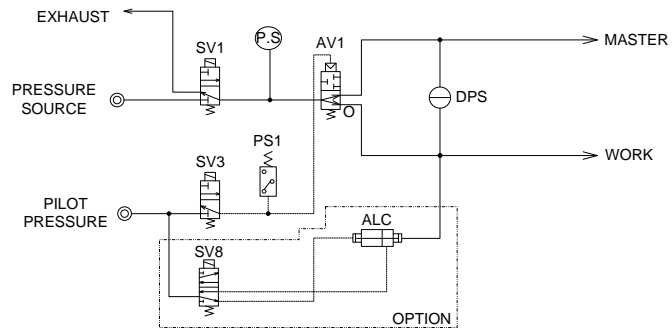 EXHAUST
SV1
P.S
AV1
MASTER
PRESSURE
SOURCE
DPS
O
PS1
SV3
WORK
PILOT
PRESSURE
ALC
SV8
OPTION